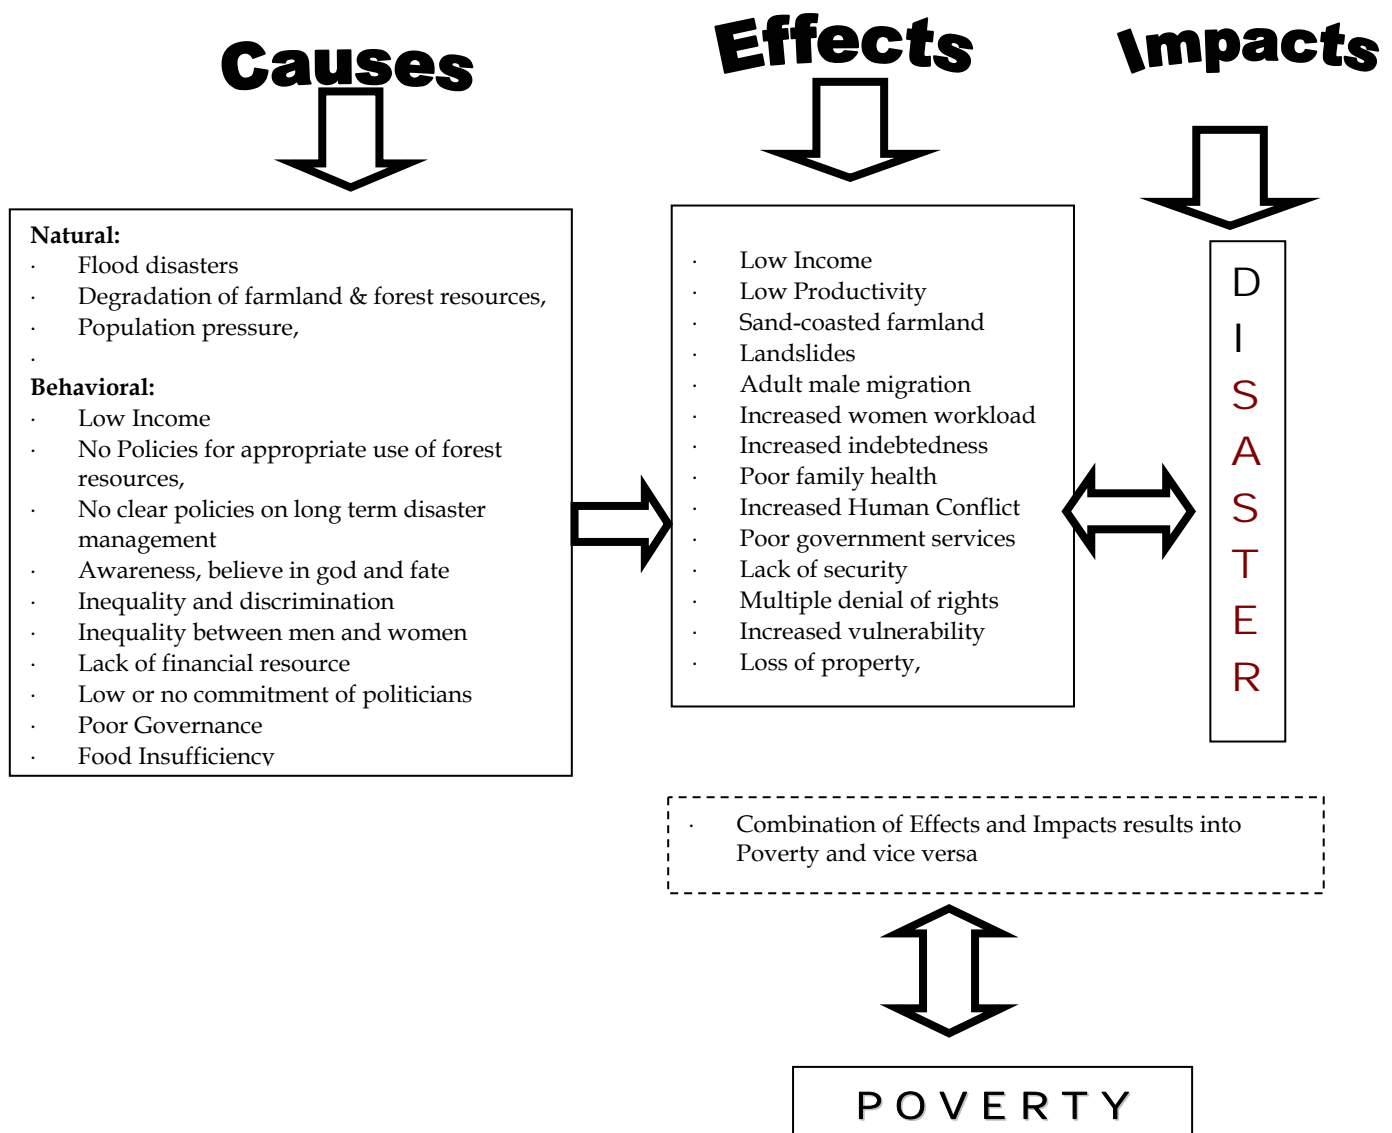 Causes
Effects
Impacts
Natural:
· Flood disasters
· Degradation of farmland & forest resources,
· Population pressure,
·
Behavioral:
· Low Income
· No Policies for appropriate use of forest
resources,
· No clear policies on long term disaster
management
· Awareness, believe in god and fate
· Inequality and discrimination
· Inequality between men and women
· Lack of financial resource
· Low or no commitment of politicians
· Poor Governance
· Food Insufficiency
· Low Income
· Low Productivity
· Sand-coasted farmland
· Landslides
· Adult male migration
· Increased women workload
· Increased indebtedness
· Poor family health
· Increased Human Conflict
· Poor government services
· Lack of security
· Multiple denial of rights
· Increased vulnerability
· Loss of property,
D
I
S
A
S
T
E
R
· Combination of Effects and Impacts results into
Poverty and vice versa
POVERTY